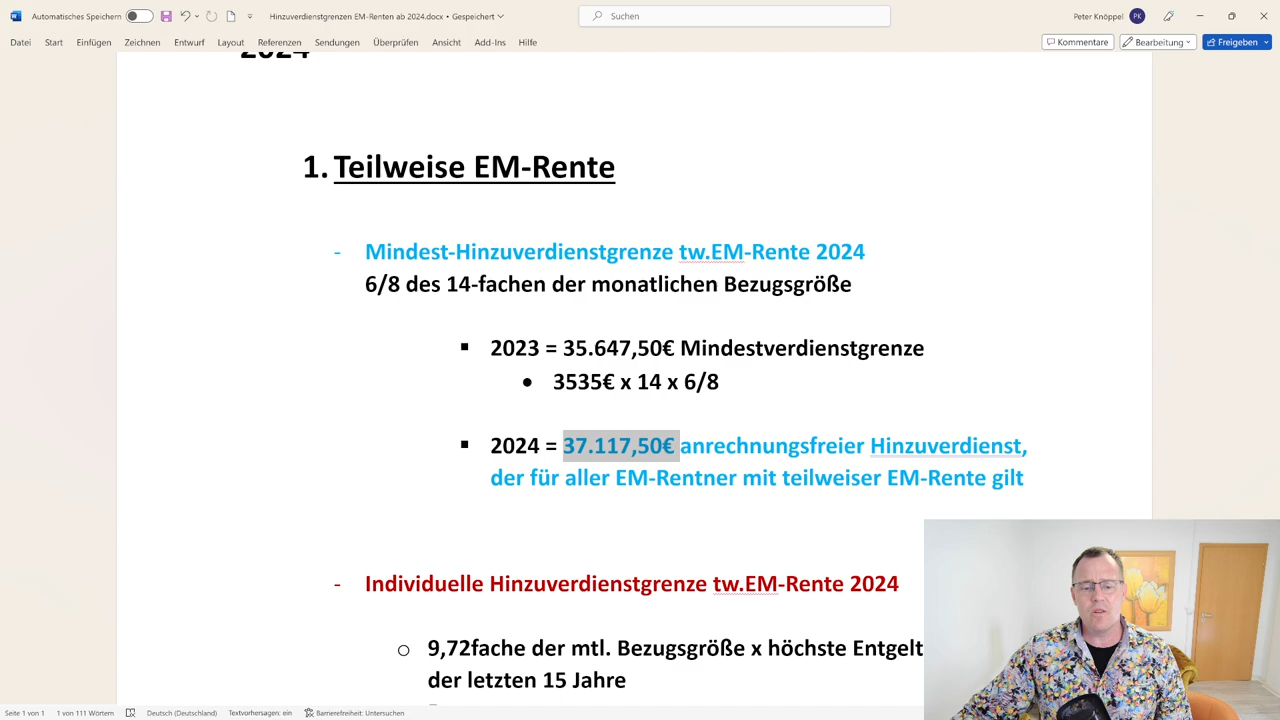 Automatisches Speichern
Hinzuverdienstgrenzen EM-Renten ab 2024.docx • Gespeichert
Suchen
Peter Knöppel
PK
Datei Start Einfügen Zeichnen Entwurf Layout Referenzen Sendungen Überprüfen Ansicht Add-Ins Hilfe
Kommentare Bearbeitung Freigeben
2024
1. Teilweise EM-Rente
- Mindest-Hinzuverdienstgrenze tw.EM-Rente 2024
6/8 des 14-fachen der monatlichen Bezugsgröße
▪ 2023 = 35.647,50€ Mindestverdienstgrenze
• 3535€ x 14 x 6/8
▪ 2024 = 37.117,50€ anrechnungsfreier Hinzuverdienst,
der für aller EM-Rentner mit teilweiser EM-Rente gilt
- Individuelle Hinzuverdienstgrenze tw.EM-Rente 2024
o 9,72fache der mtl. Bezugsgröße x höchste Entgelt
der letzten 15 Jahre
Seite 1 von 1 1 von 111 Wörtern Deutsch (Deutschland) Textvorhersagen: ein Barrierefreiheit: Untersuchen